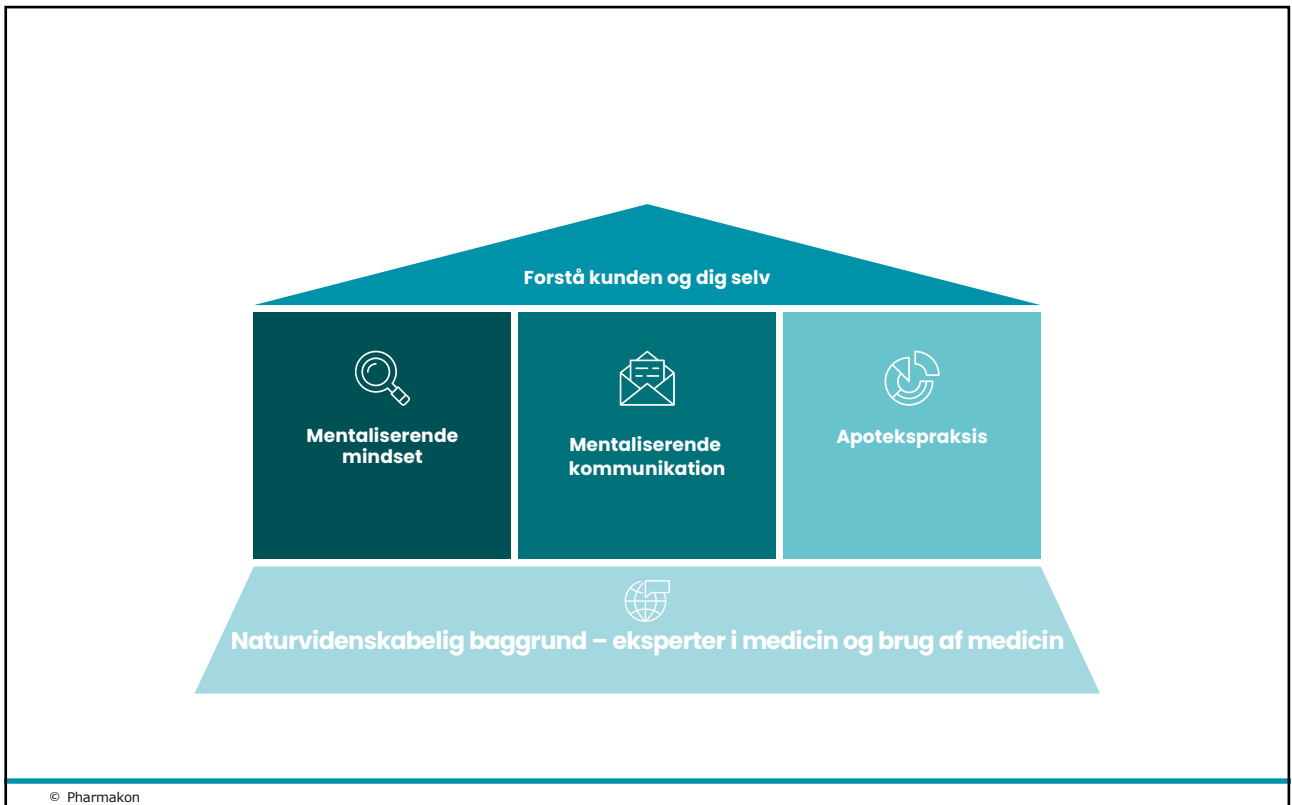 Forstå kunden og dig selv
Mentaliserende
mindset
Mentaliserende
kommunikation
Apotekspraksis
Naturvidenskabelig baggrund – eksperter i medicin og brug af medicin
© Pharmakon